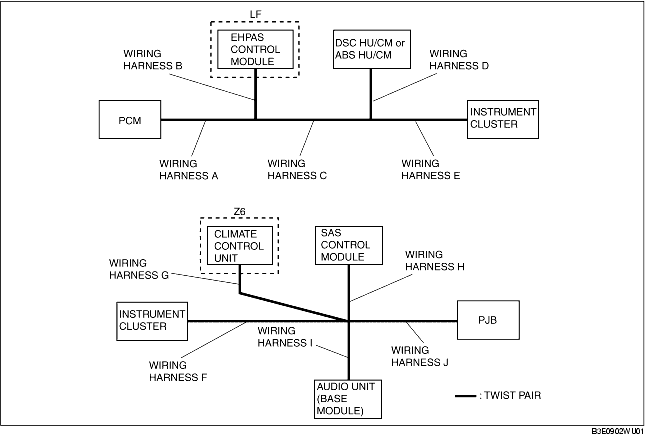 LF
EHPAS
CONTROL
MODULE
DSC HU/CM or
ABS HU/CM
WIRING
HARNESS B
WIRING
HARNESS D
PCM
INSTRUMENT
CLUSTER
WIRING
HARNESS A
WIRING
HARNESS C
WIRING
HARNESS E
Z6
CLIMATE
CONTROL
UNIT
SAS
CONTROL
MODULE
WIRING
HARNESS G
WIRING
HARNESS H
INSTRUMENT
CLUSTER
PJB
WIRING
HARNESS I
WIRING
HARNESS F
WIRING
HARNESS J
AUDIO UNIT
(BASE
MODULE)
: TWIST PAIR
B3E0902WU01